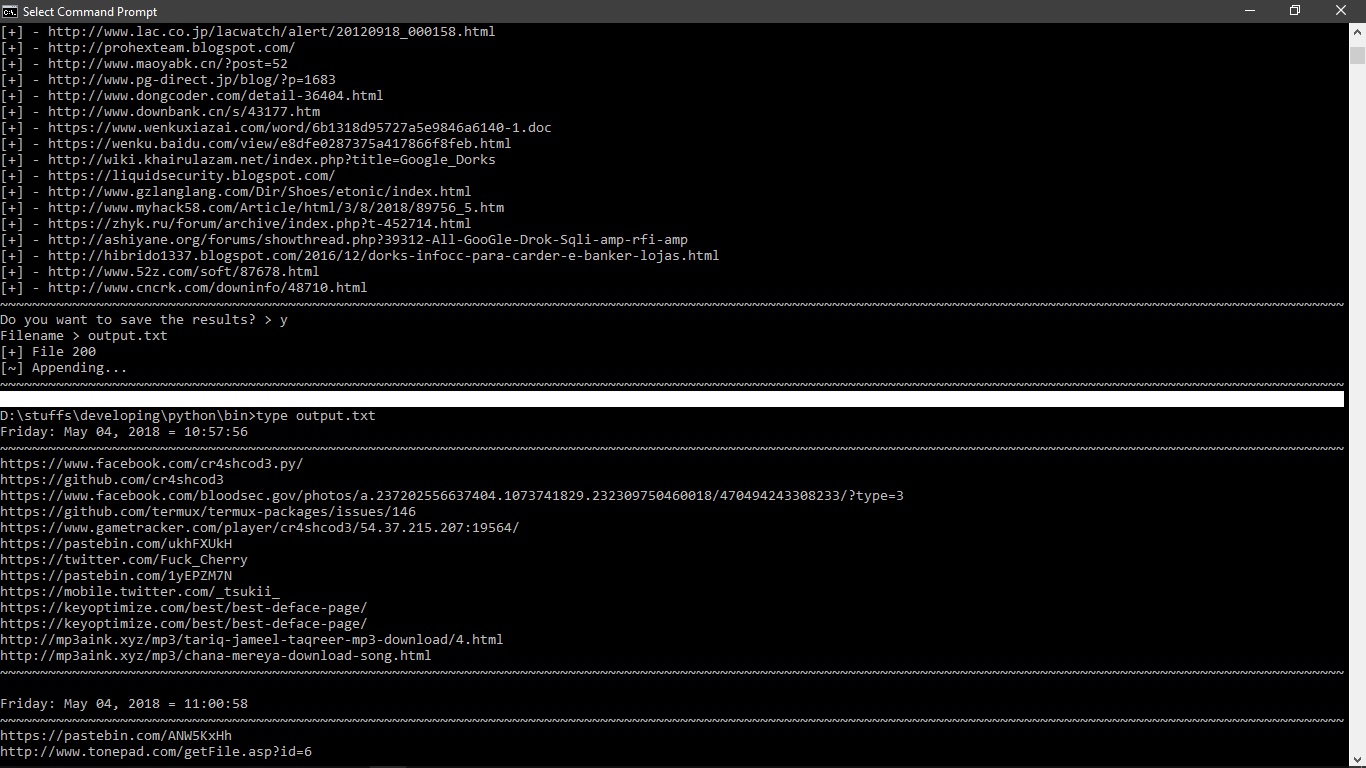 Select Command Prompt
[+] - http://www.lac.co.jp/lacwatch/alert/20120918_000158.html
[+] - http://prohexteam.blogspot.com/
[+] - http://www.maoyabk.cn/?post=52
[+] - http://www.pg-direct.jp/blog/?p=1683
[+] - http://www.dongcoder.com/detail-36404.html
[+] - http://www.downbank.cn/s/43177.htm
[+] - https://www.wenkuxiazai.com/word/6b1318d95727a5e9846a6140-1.doc
[+] - https://wenku.baidu.com/view/e8dfe0287375a417866f8feb.html
[+] - http://wiki.khairulazam.net/index.php?title=Google_Dorks
[+] - https://liquidsecurity.blogspot.com/
[+] - http://www.gzlanglang.com/Dir/Shoes/etonic/index.html
[+] - http://www.myhack58.com/Article/html/3/8/2018/89756_5.htm
[+] - https://zhyk.ru/forum/archive/index.php?t-452714.html
[+] - http://ashiyane.org/forums/showthread.php?39312-All-GooGle-Drok-Sqli-amp-rfi-amp
[+] - http://hibrido1337.blogspot.com/2016/12/dorks-infocc-para-carder-e-banker-lojas.html
[+] - http://www.52z.com/soft/87678.html
[+] - http://www.cncrk.com/downinfo/48710.html
Do you want to save the results? > y
Filename > output.txt
[+] File 200
[~] Appending...
D:\stuffs\developing\python\bin>type output.txt
Friday: May 04, 2018 = 10:57:56
https://www.facebook.com/cr4shcod3.py/
https://github.com/cr4shcod3
https://www.facebook.com/bloodsec.gov/photos/a.237202556637404.1073741829.232309750460018/470494243308233/?type=3
https://github.com/termux/termux-packages/issues/146
https://www.gametracker.com/player/cr4shcod3/54.37.215.207:19564/
https://pastebin.com/ukhFXUkH
https://twitter.com/Fuck_Cherry
https://pastebin.com/1yEPZM7N
https://mobile.twitter.com/_tsukii_
https://keyoptimize.com/best/best-deface-page/
https://keyoptimize.com/best/best-deface-page/
http://mp3aink.xyz/mp3/tariq-jameel-taqreer-mp3-download/4.html
http://mp3aink.xyz/mp3/chana-mereya-download-song.html
Friday: May 04, 2018 = 11:00:58
https://pastebin.com/ANW5KxHh
http://www.tonepad.com/getFile.asp?id=6